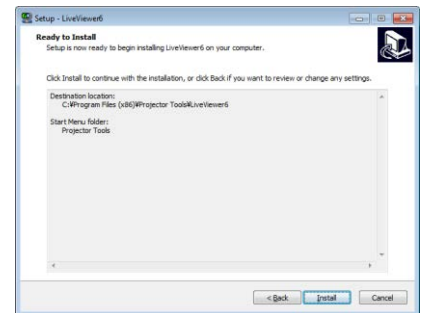 Setup - LiveViewer6
Ready to Install
Setup is now ready to begin installing LiveViewer6 on your computer.
Click Install to continue with the installation, or click Back if you want to review or change any settings.
Destination location:
C:¥Program Files (x86)¥Projector Tools¥LiveViewer6
Start Menu folder:
Projector Tools
< Back
Install
Cancel